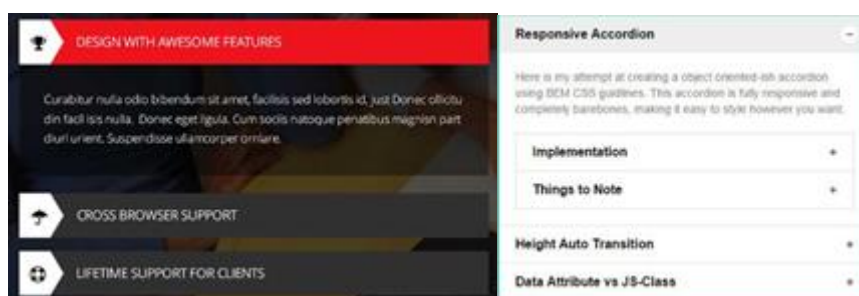 DESIGN WITH AWESOME FEATURES
Curabitur nulla odio bibendum sit amet, facilisis sed lobortis id, just Donec ollicitu
din facil isis nulla. Donec eget ligula. Cum sociis natoque penatibus magnisn part
diurl urient. Suspendisse ullamcorper orniare.
CROSS BROWSER SUPPORT
LIFETIME SUPPORT FOR CLIENTS
Responsive Accordion
Here is my attempt at creating a object oriented-ish accordion
using BEM CSS guidlines. This accordion is fully responsive and
completely barebones, making it easy to style however you want.
Implementation
Things to Note
Height Auto Transition
Data Attribute vs JS-Class